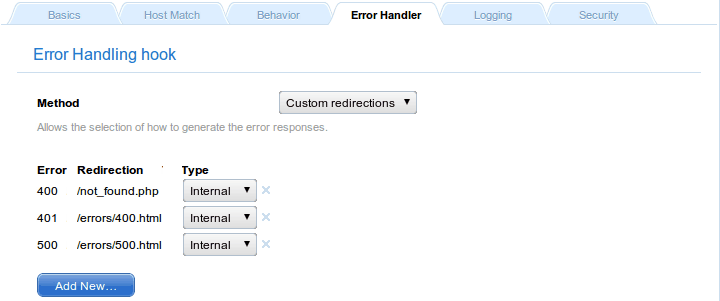 Basics Host Match Behavior Error Handler Logging Security
Error Handling hook
Method Custom redirections
Allows the selection of how to generate the error responses.
Error Redirection Type
400 /not_found.php Internal
401 /errors/400.html Internal
500 /errors/500.html Internal
Add New...